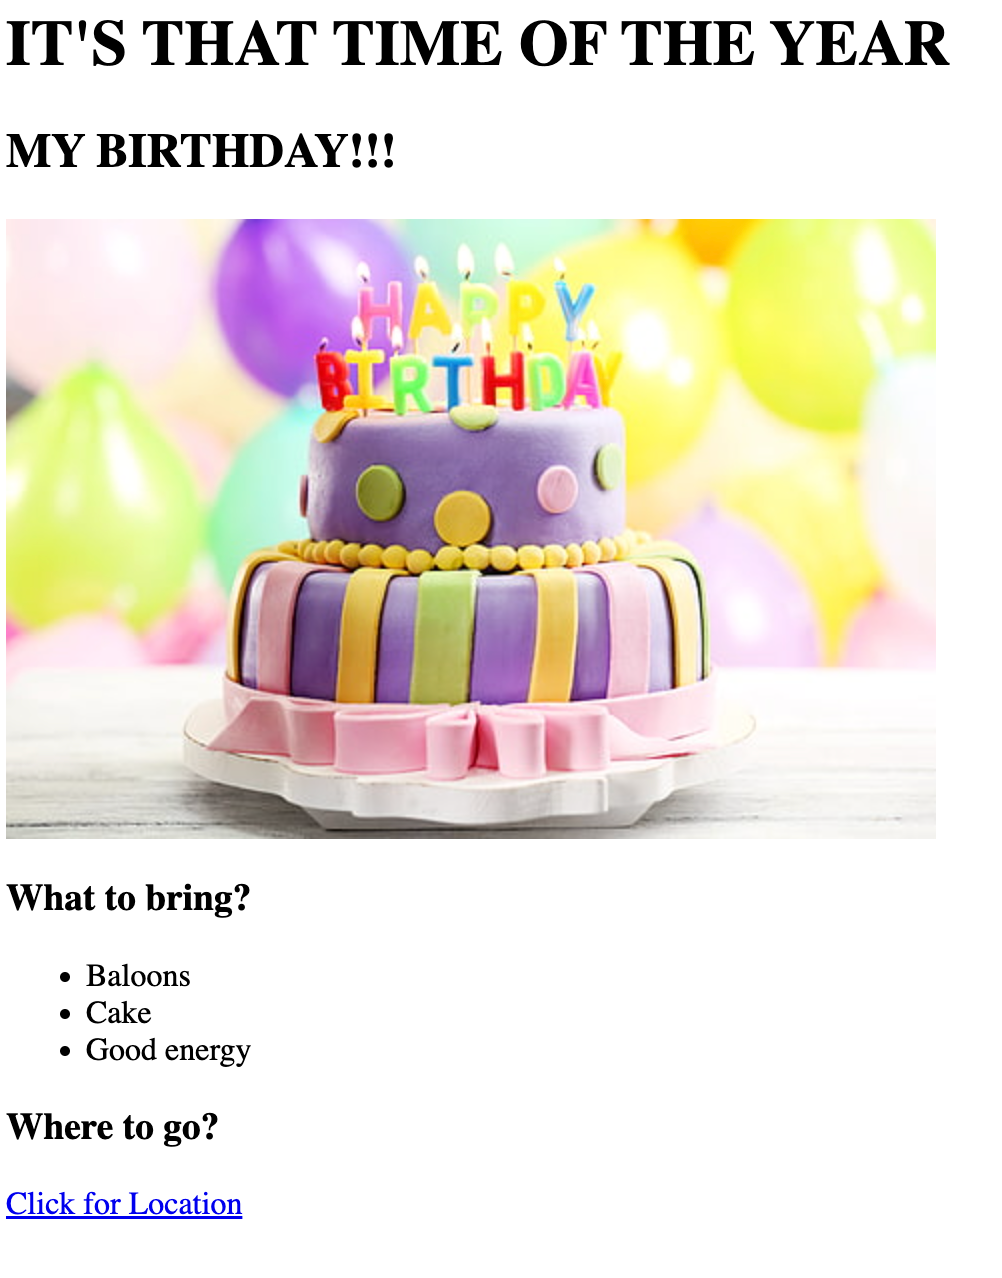 IT'S THAT TIME OF THE YEAR
MY BIRTHDAY!!!
HAPPY
BIRTHDAY
What to bring?
Baloons
Cake
Good energy
Where to go?
Click for Location